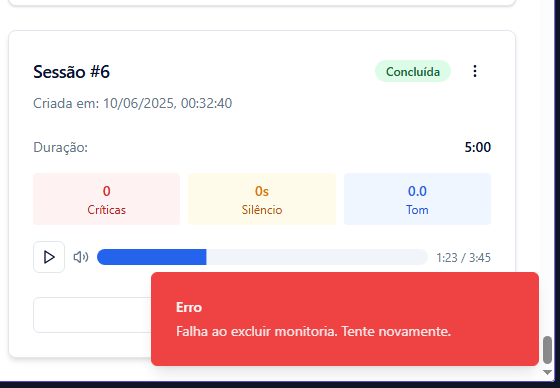 Sessão #6
Concluída
Criada em: 10/06/2025, 00:32:40
Duração:
5:00
0
Críticas
0s
Silêncio
0.0
Tom
1:23 / 3:45
Erro
Falha ao excluir monitoria. Tente novamente.